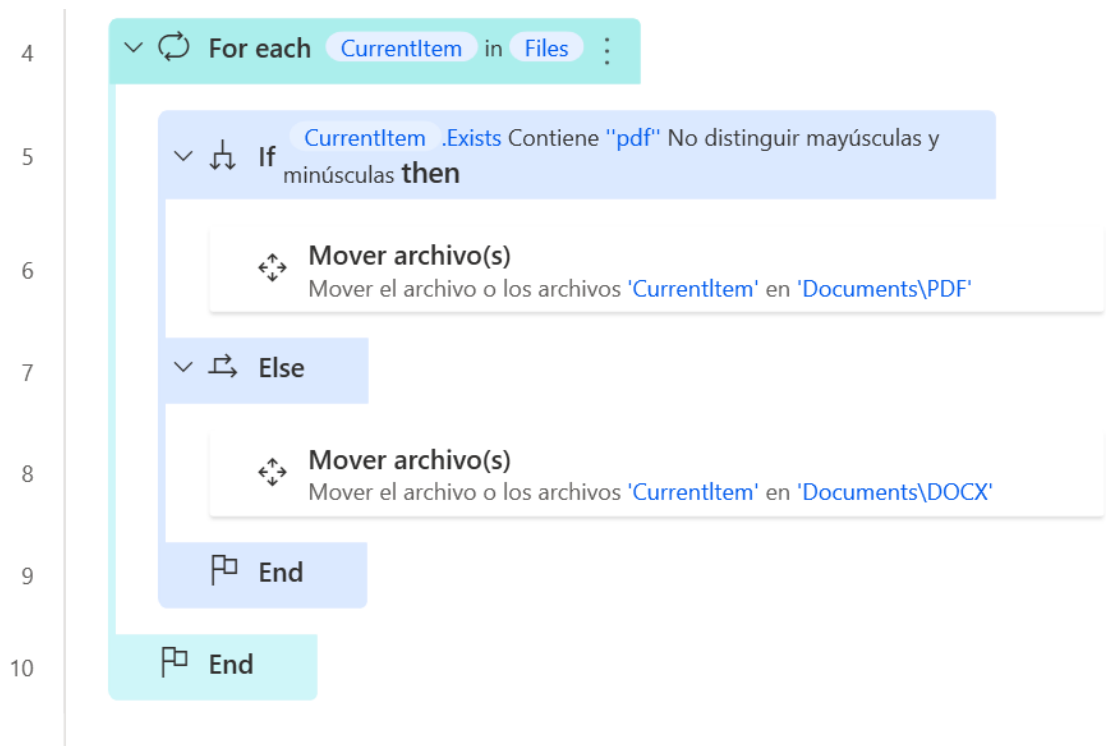 4 For each CurrentItem in Files
5 If CurrentItem .Exists Contiene "pdf" No distinguir mayúsculas y
minúsculas then
Mover archivo(s)
6 Mover el archivo o los archivos 'CurrentItem' en 'Documents\PDF'
7 Else
Mover archivo(s)
8 Mover el archivo o los archivos 'CurrentItem' en 'Documents\DOCX'
9 End
10 End